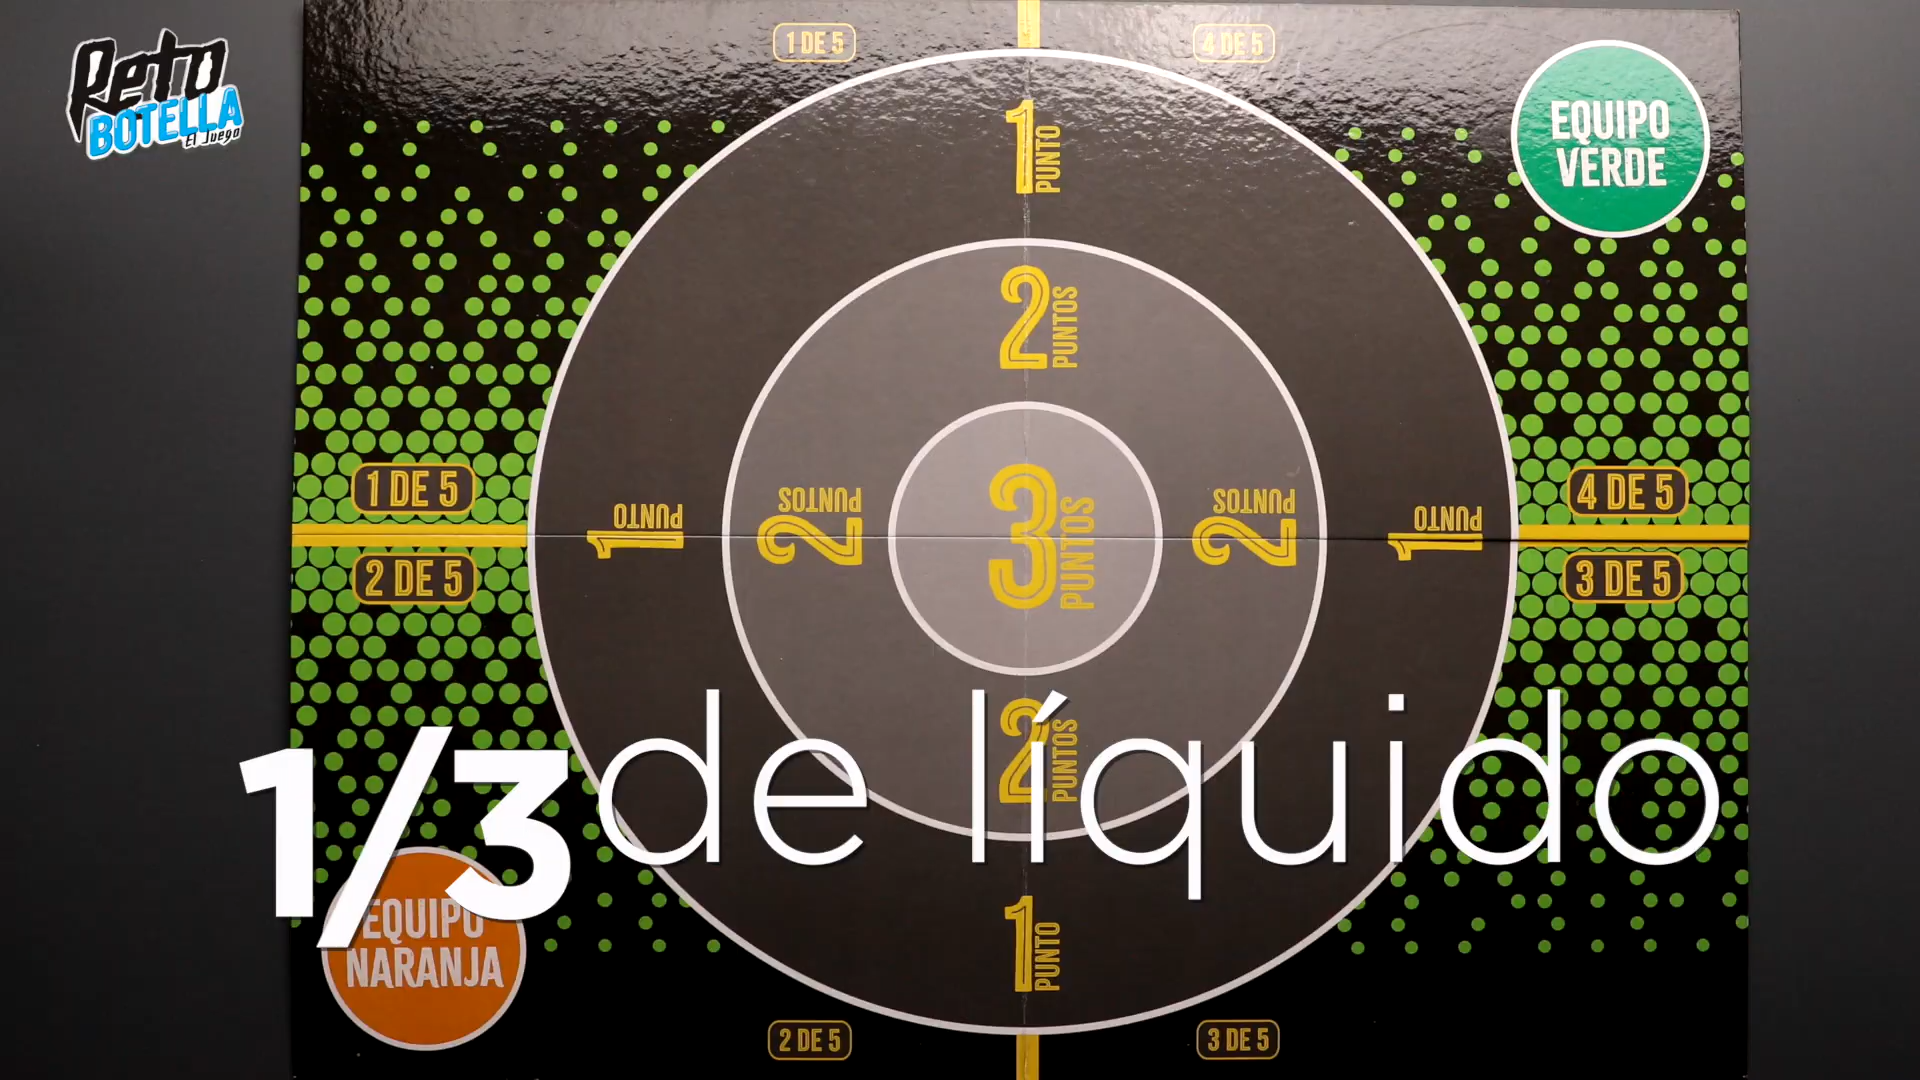 Reto
BOTELLA
El Juego
1 DE 5
4 DE 5
EQUIPO
VERDE
1
PUNTO
2
PUNTOS
1 DE 5
4 DE 5
1
PUNTO
2
PUNTOS
3
PUNTOS
2
PUNTOS
1
PUNTO
2 DE 5
3 DE 5
2
PUNTOS
1/3 de líquido
EQUIPO
NARANJA
1
PUNTO
2 DE 5
3 DE 5